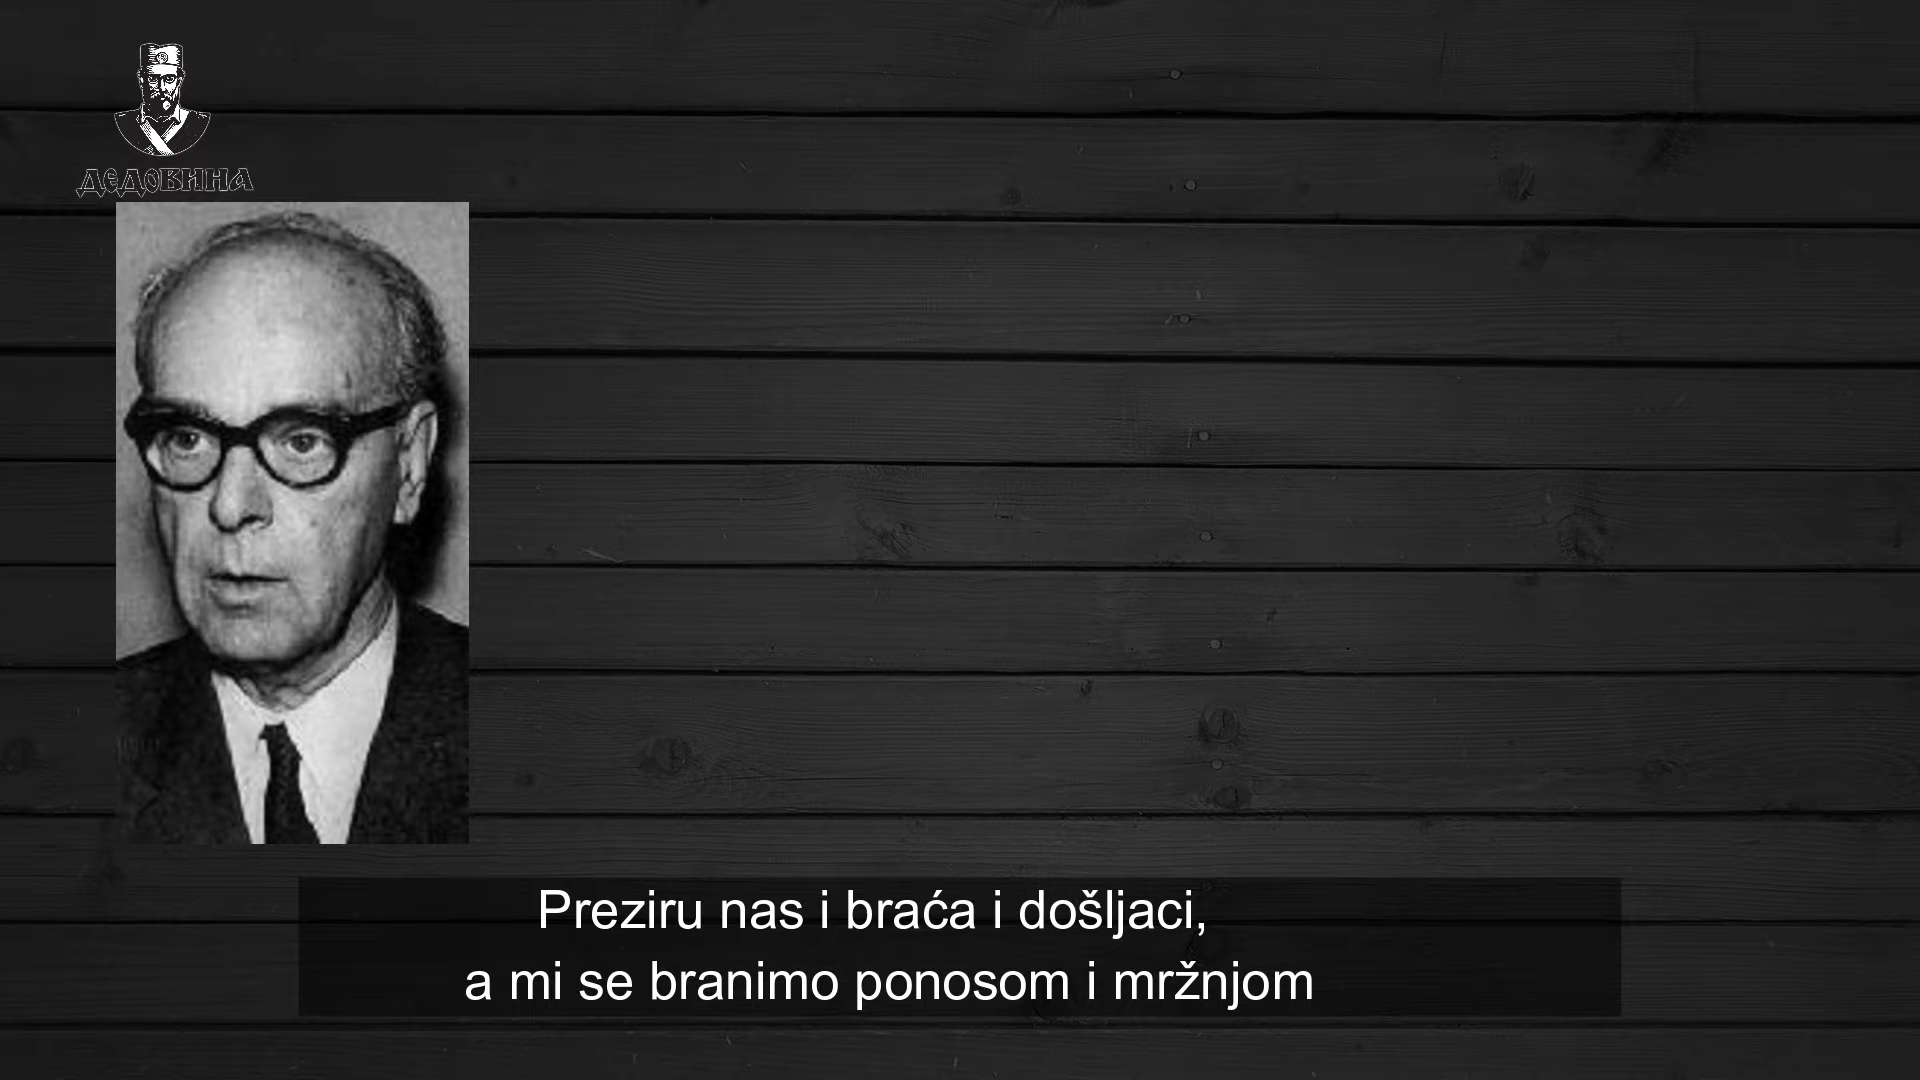 ДЕДОВИНА
Preziru nas i braća i došljaci,
a mi se branimo ponosom i mržnjom